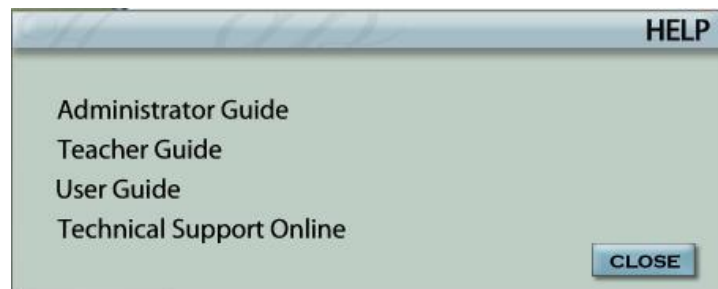 HELP
Administrator Guide
Teacher Guide
User Guide
Technical Support Online
CLOSE